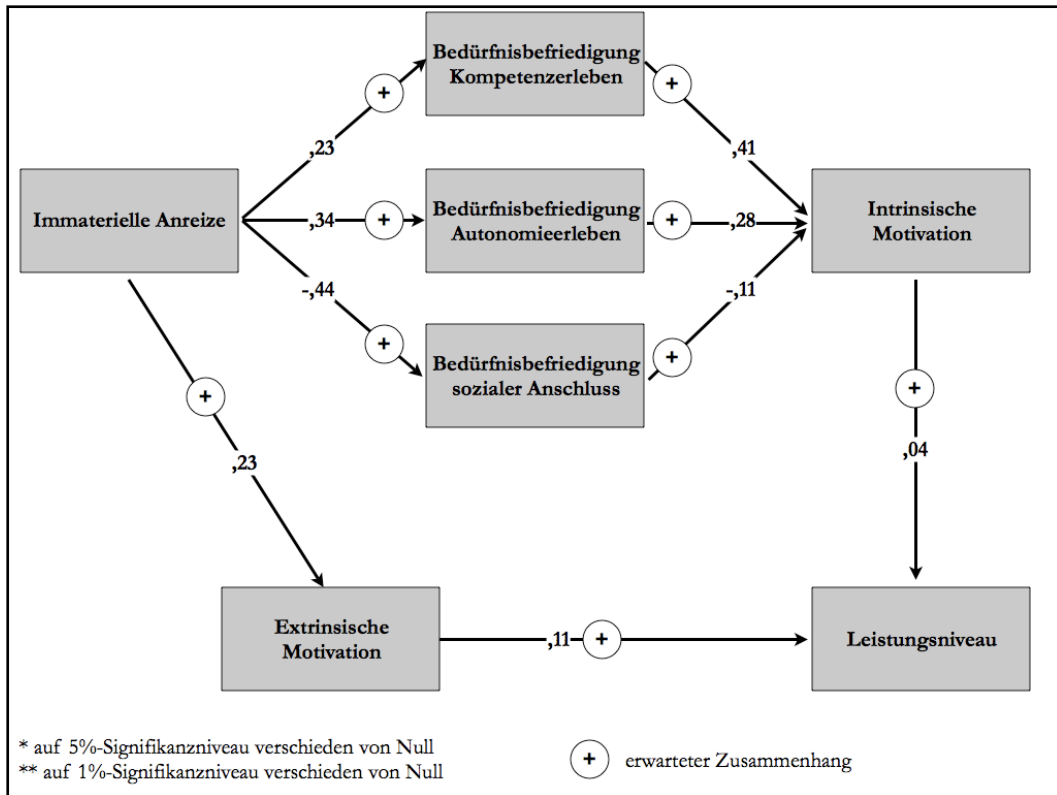 Bedürfnisbefriedigung
Kompetenzerleben
+
+
,23
,41
Immaterielle Anreize
,34
+
Bedürfnisbefriedigung
Autonomieerleben
+
,28
Intrinsische
Motivation
-,44
-,11
+
Bedürfnisbefriedigung
sozialer Anschluss
+
+
+
,23
,04
Extrinsische
Motivation
,11
+
Leistungsniveau
* auf 5%-Signifikanzniveau verschieden von Null
** auf 1%-Signifikanzniveau verschieden von Null
+ erwarteter Zusammenhang